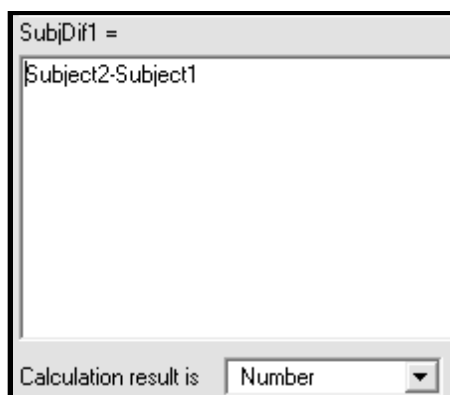 SubjDif1 =
Subject2-Subject1
Calculation result is Number